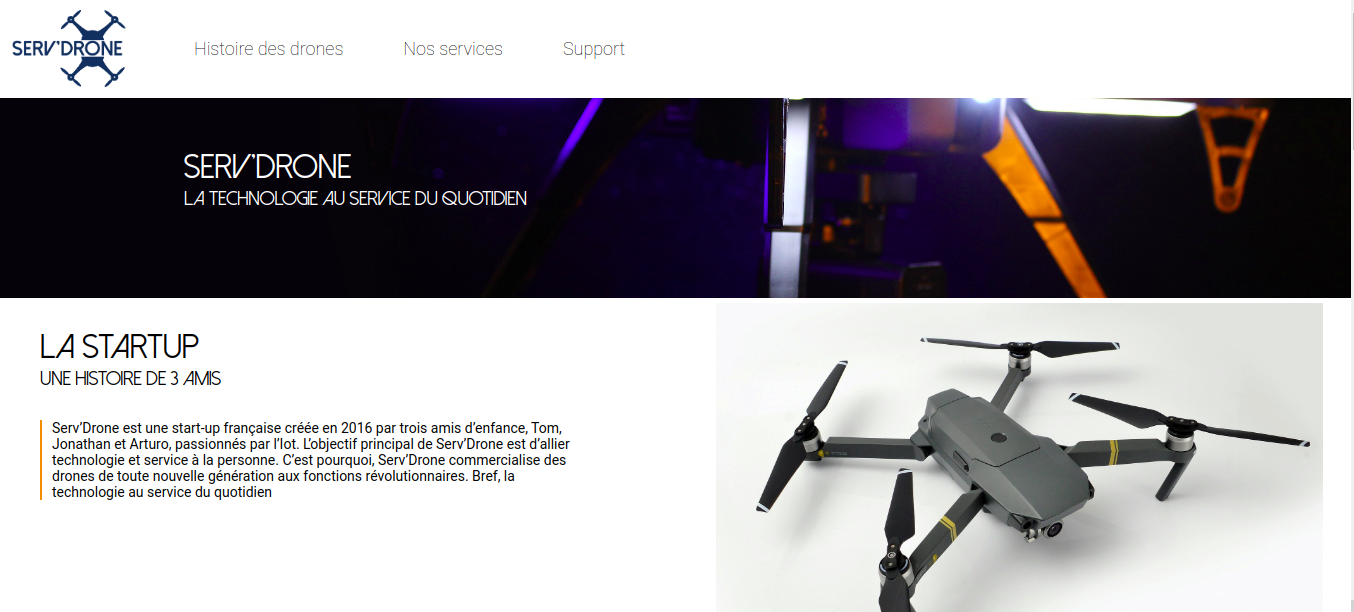 SERV'DRONE
Histoire des drones
Nos services
Support
SERV'DRONE
LA TECHNOLOGIE AU SERVICE DU QUOTIDIEN
LA STARTUP
UNE HISTOIRE DE 3 AMIS
Serv’Drone est une start-up française créée en 2016 par trois amis d’enfance, Tom,
Jonathan et Arturo, passionnés par l’Iot. L’objectif principal de Serv’Drone est d’allier
technologie et service à la personne. C’est pourquoi, Serv’Drone commercialise des
drones de toute nouvelle génération aux fonctions révolutionnaires. Bref, la
technologie au service du quotidien